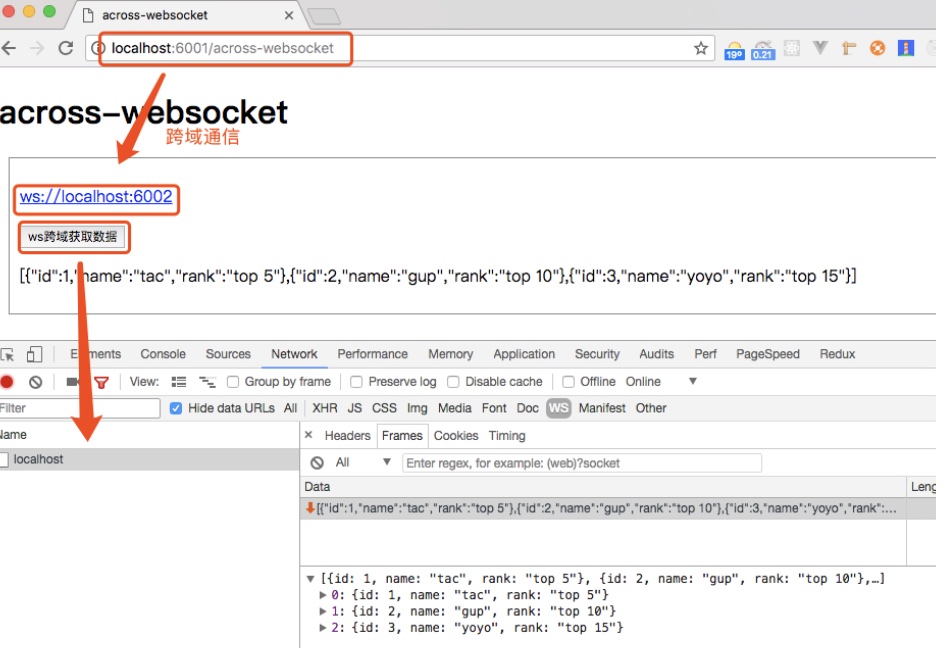 across-websocket
localhost:6001/across-websocket
19°
0.21
across-websocket
跨域通信
ws://localhost:6002
ws跨域获取数据
[{"id":1,"name":"tac","rank":"top 5"},{"id":2,"name":"gup","rank":"top 10"},{"id":3,"name":"yoyo","rank":"top 15"}]
Elements Console Sources Network Performance Memory Application Security Audits Perf PageSpeed Redux
View: Group by frame Preserve log Disable cache Offline Online
Filter Hide data URLs All XHR JS CSS Img Media Font Doc WS Manifest Other
Name
× Headers Frames Cookies Timing
localhost
All Enter regex, for example: (web)?socket
Data Leng
[{"id":1,"name":"tac","rank":"top 5"},{"id":2,"name":"gup","rank":"top 10"},{"id":3,"name":"yoyo","rank":...
[{id: 1, name: "tac", rank: "top 5"}, {id: 2, name: "gup", rank: "top 10"},…]
0: {id: 1, name: "tac", rank: "top 5"}
1: {id: 2, name: "gup", rank: "top 10"}
2: {id: 3, name: "yoyo", rank: "top 15"}